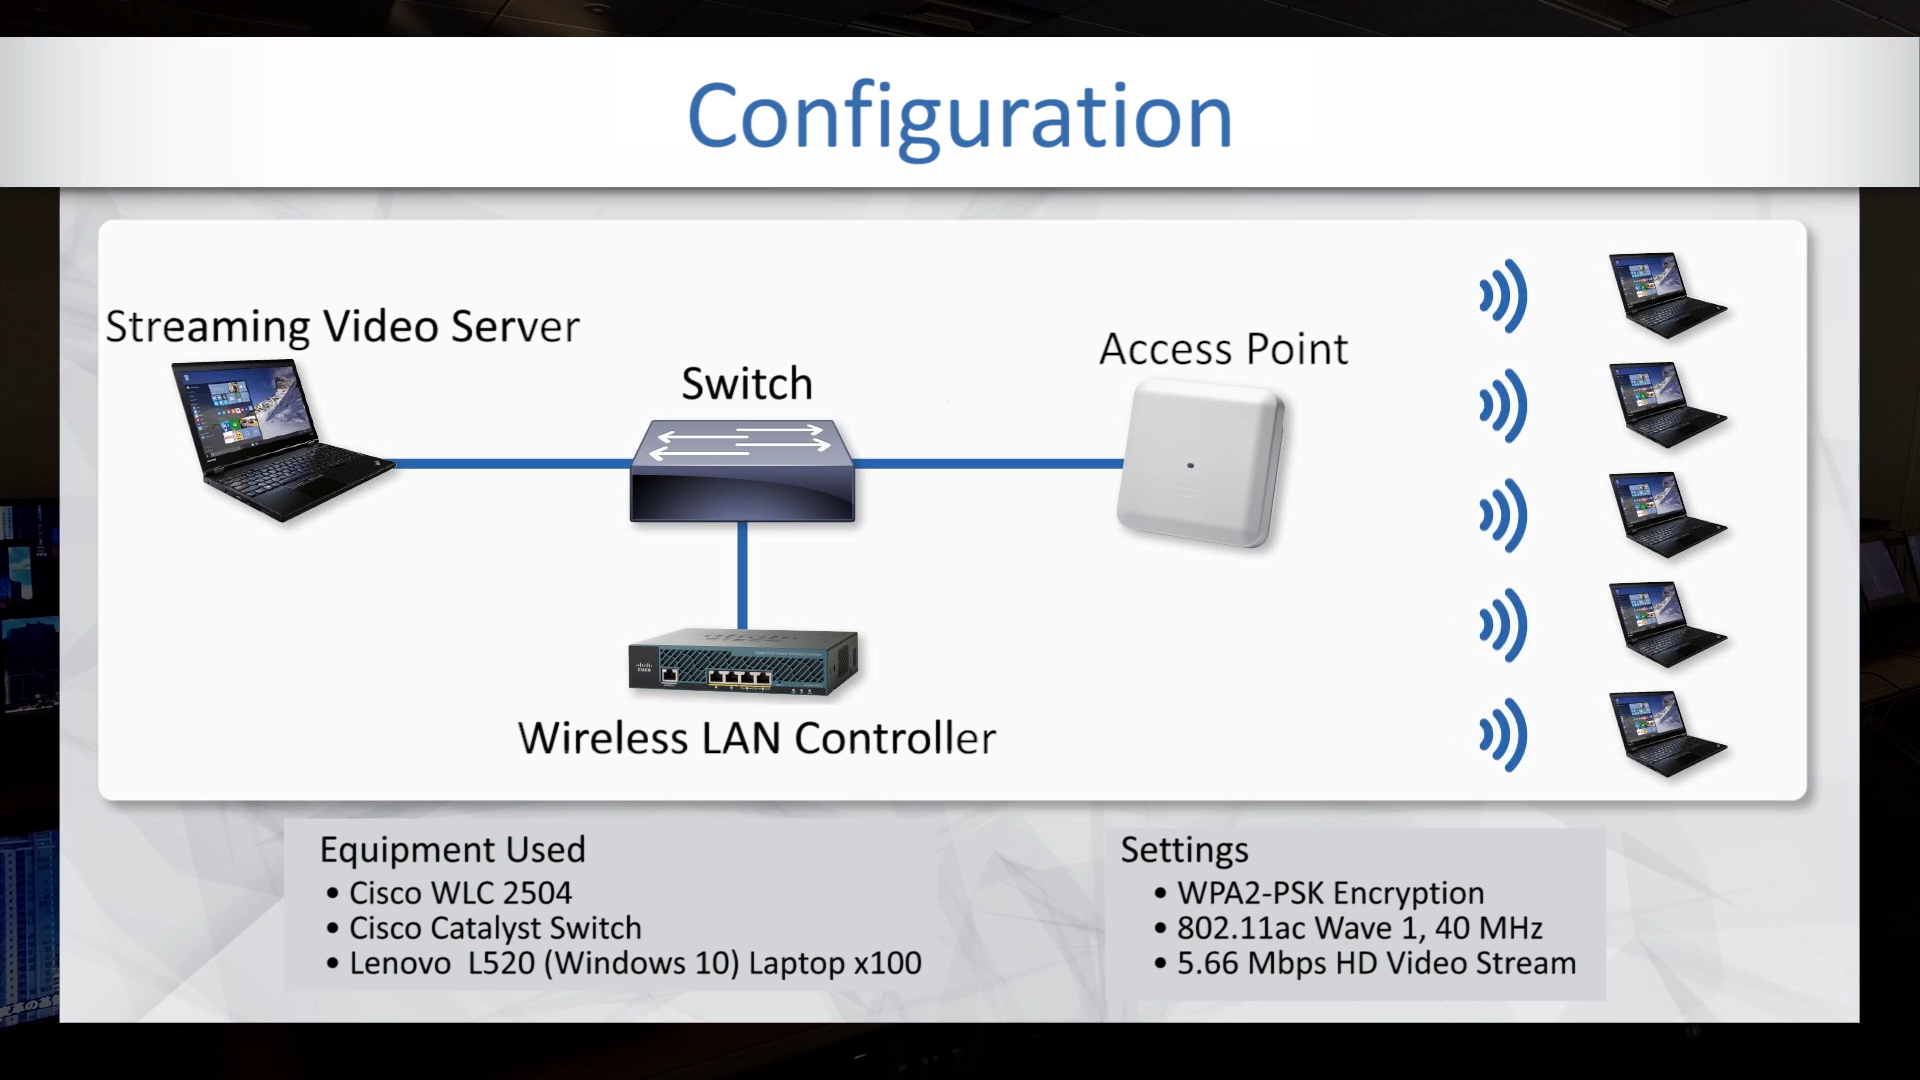 Configuration
Streaming Video Server
Switch
Access Point
CISCO
Wireless LAN Controller
Equipment Used
• Cisco WLC 2504
• Cisco Catalyst Switch
• Lenovo L520 (Windows 10) Laptop x100
Settings
• WPA2-PSK Encryption
• 802.11ac Wave 1, 40 MHz
• 5.66 Mbps HD Video Stream